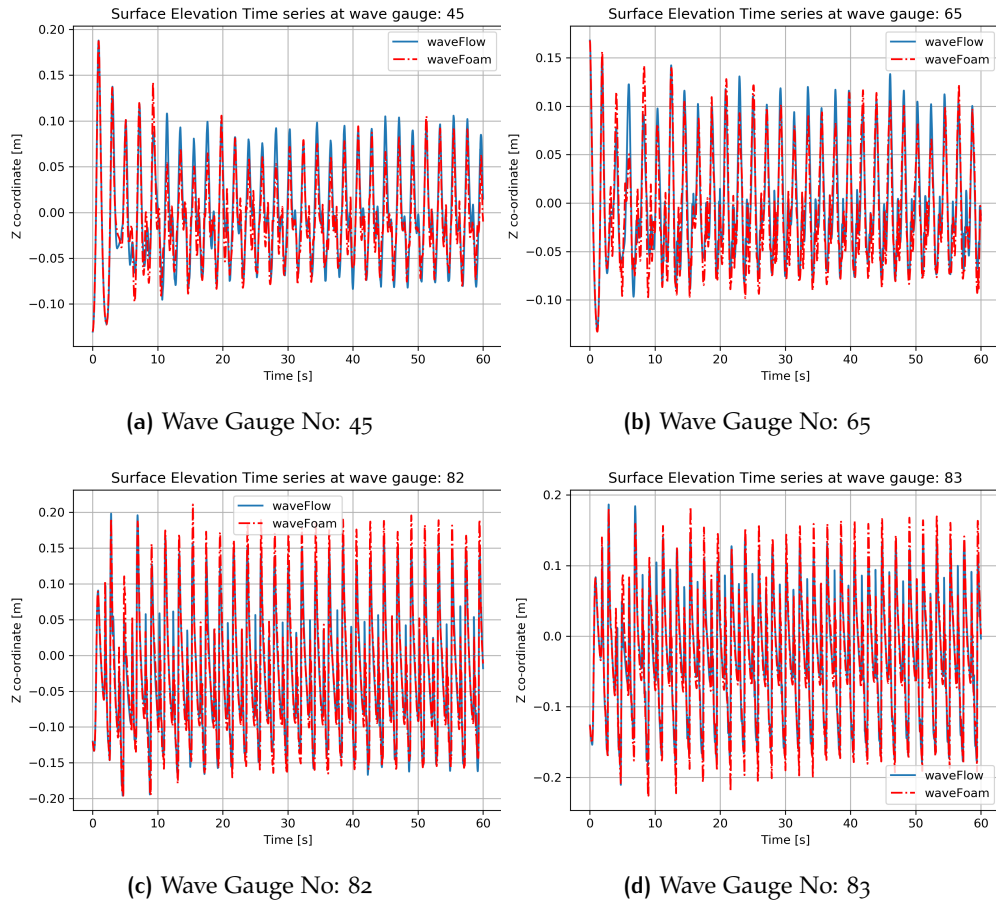 Surface Elevation Time series at wave gauge: 45
waveFlow
waveFoam
0.20
0.15
0.10
0.05
0.00
−0.05
−0.10
Z co-ordinate [m]
0 10 20 30 40 50 60
Time [s]
(a) Wave Gauge No: 45
Surface Elevation Time series at wave gauge: 65
waveFlow
waveFoam
0.15
0.10
0.05
0.00
−0.05
−0.10
Z co-ordinate [m]
0 10 20 30 40 50 60
Time [s]
(b) Wave Gauge No: 65
Surface Elevation Time series at wave gauge: 82
waveFlow
waveFoam
0.20
0.15
0.10
0.05
0.00
−0.05
−0.10
−0.15
−0.20
Z co-ordinate [m]
0 10 20 30 40 50 60
Time [s]
(c) Wave Gauge No: 82
Surface Elevation Time series at wave gauge: 83
0.2
0.1
0.0
−0.1
−0.2
Z co-ordinate [m]
waveFlow
waveFoam
0 10 20 30 40 50 60
Time [s]
(d) Wave Gauge No: 83